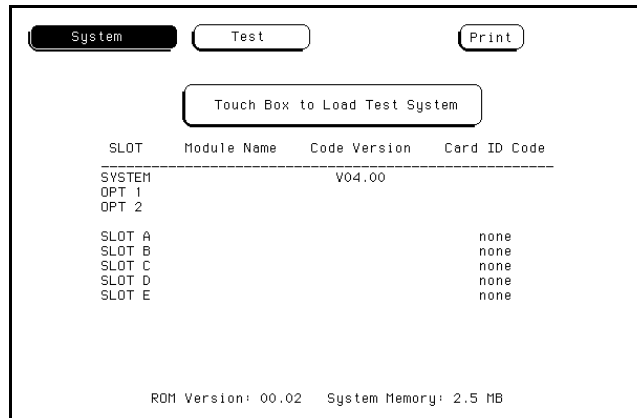 System Test Print
Touch Box to Load Test System
SLOT Module Name Code Version Card ID Code
SYSTEM V04.00
OPT 1
OPT 2
SLOT A none
SLOT B none
SLOT C none
SLOT D none
SLOT E none
ROM Version: 00.02 System Memory: 2.5 MB